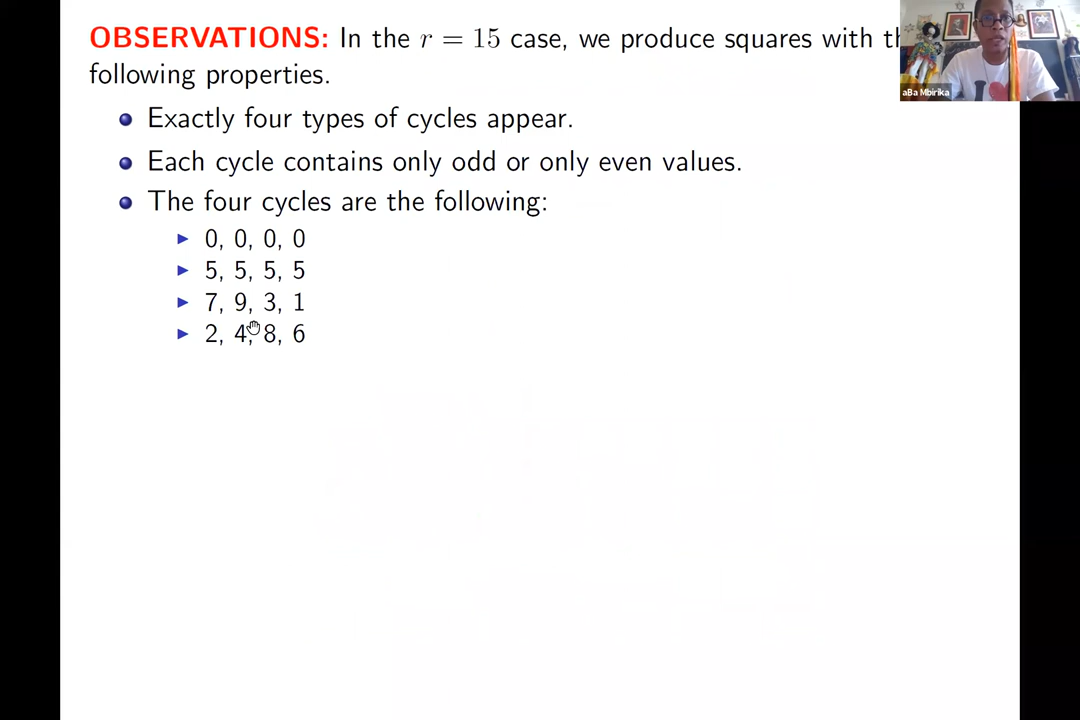 OBSERVATIONS: In the r = 15 case, we produce squares with
following properties.
Exactly four types of cycles appear.
Each cycle contains only odd or only even values.
The four cycles are the following:
0, 0, 0, 0
5, 5, 5, 5
7, 9, 3, 1
2, 4, 8, 6
aBa Mbirika